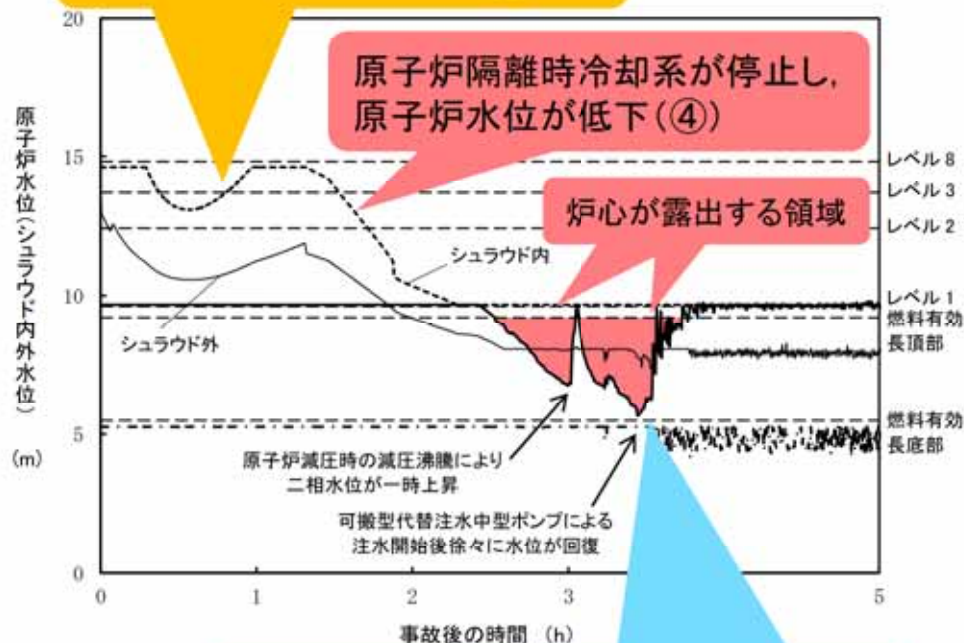 20
原子炉隔離時冷却系が停止し,
原子炉水位が低下(④)
15
レベル8
レベル3
炉心が露出する領域
レベル2
シュラウド内
10
レベル1
燃料有効
長頂部
シュラウド外
燃料有効
長底部
5
原子炉減圧時の減圧沸騰により
二相水位が一時上昇
可搬型代替注水中型ポンプによる
注水開始後徐々に水位が回復
0
原子炉水位(シュラウド内外水位)
(m)
0 1 2 3 5
事故後の時間 (h)